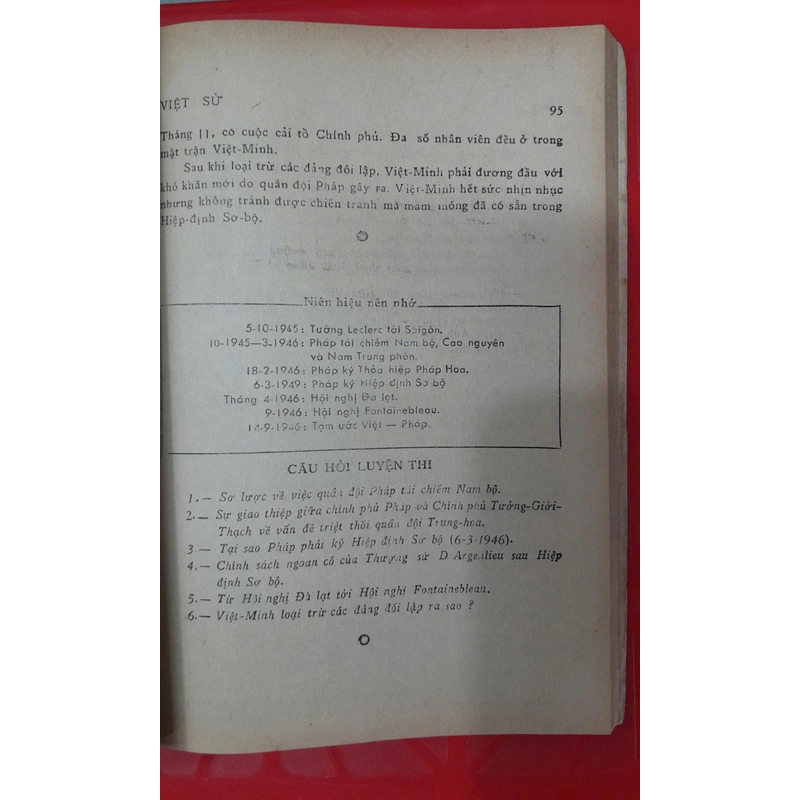 VIỆT SỬ
95
Tháng 11, có cuộc cải tổ Chính phủ. Đa số nhân viên đều ở trong
mặt trận Việt-Minh.
Sau khi loại trừ các đảng đối lập, Việt-Minh phải đương đầu với
khó khăn mới do quân đội Pháp gây ra. Việt-Minh hết sức nhịn nhục
nhưng không tránh được chiến tranh mà mầm mống đã có sẵn trong
Hiệp-định Sơ-bộ.
Niên hiệu nên nhớ
5-10-1945 : Tướng Leclerc tới Saigòn.
10-1945—3-1946 : Pháp tái chiếm Nam bộ, Cao nguyên
và Nam Trung phần.
18-2-1946 : Pháp ký Thỏa hiệp Pháp Hoa.
6-3-1949 : Pháp ký Hiệp định Sơ bộ
Tháng 4-1946 : Hội nghị Đà lạt.
9-1946 : Hội nghị Fontainebleau.
14-9-1946 : Tạm ước Việt — Pháp.
CÂU HỎI LUYỆN THI
1.— Sơ lược về việc quân đội Pháp tái chiếm Nam bộ.
2.— Sự giao thiệp giữa chính phủ Pháp và Chính phủ Tưởng-Giới-
Thạch về vấn đề triệt thối quân đội Trung-hoa.
3.— Tại sao Pháp phải ký Hiệp định Sơ bộ (6-3-1946).
4.— Chính sách ngoan cố của Thượng sứ D Argenlieu sau Hiệp
định Sơ bộ.
5.— Từ Hội nghị Đà lạt tới Hội nghị Fontainebleau.
6.— Việt-Minh loại trừ các đảng đối lập ra sao ?